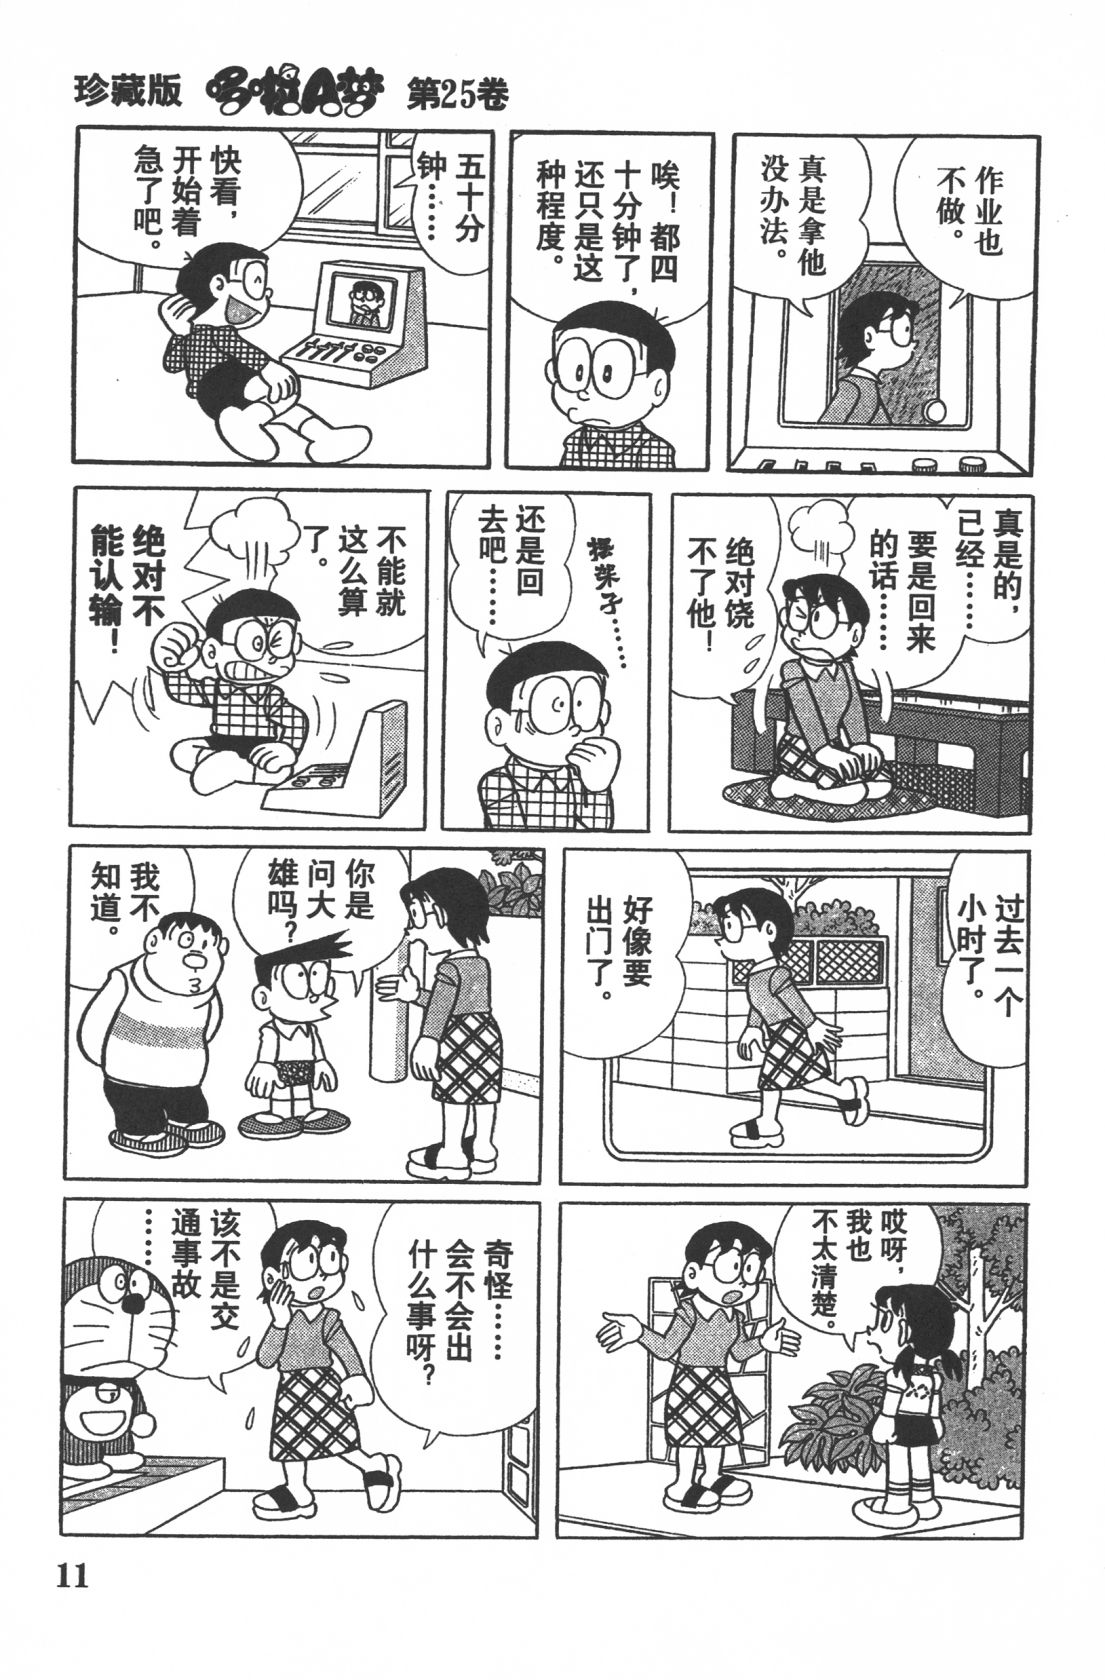 珍藏版 哆啦A梦 第25卷
作业也
不做。
真是拿他
没办法。
唉！都四
十分钟了，
还只是这
种程度。
五十分
钟……
快看，
开始着
急了吧。
真是的，
已经……
要是回来
的话……
绝对饶
不了他！
还是回
去吧……
不能就
这么算
了。
绝对不
能认输！
过去一个
小时了。
好像要
出门了。
你是
问大
雄吗？
我不
知道。
哎呀，
我也
不太清楚。
奇怪……
会不会出
什么事呀？
该不是交
通事故
……
11